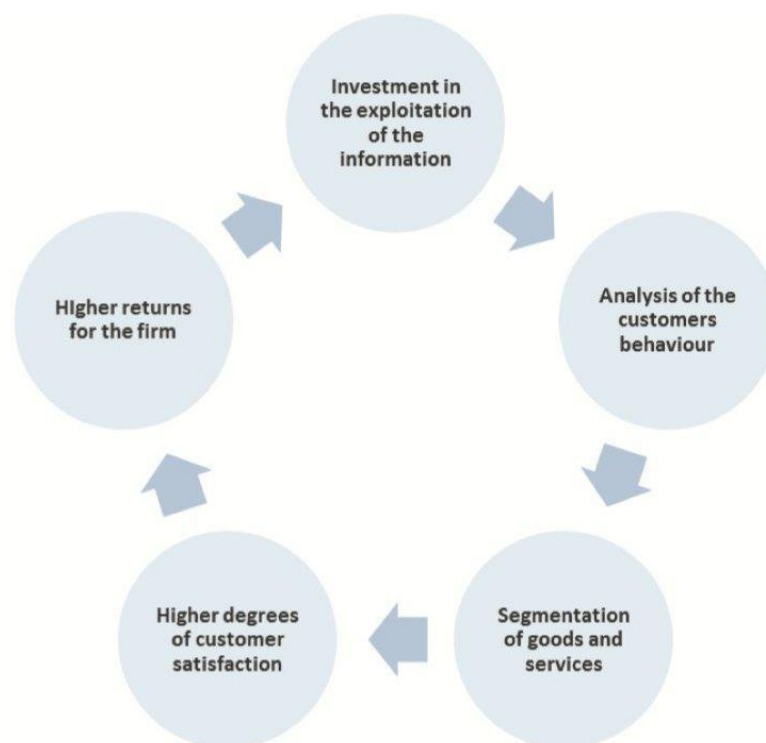 Investment in
the exploitation
of the
information
Analysis of the
customers
behaviour
Segmentation
of goods and
services
Higher degrees
of customer
satisfaction
HIgher returns
for the firm